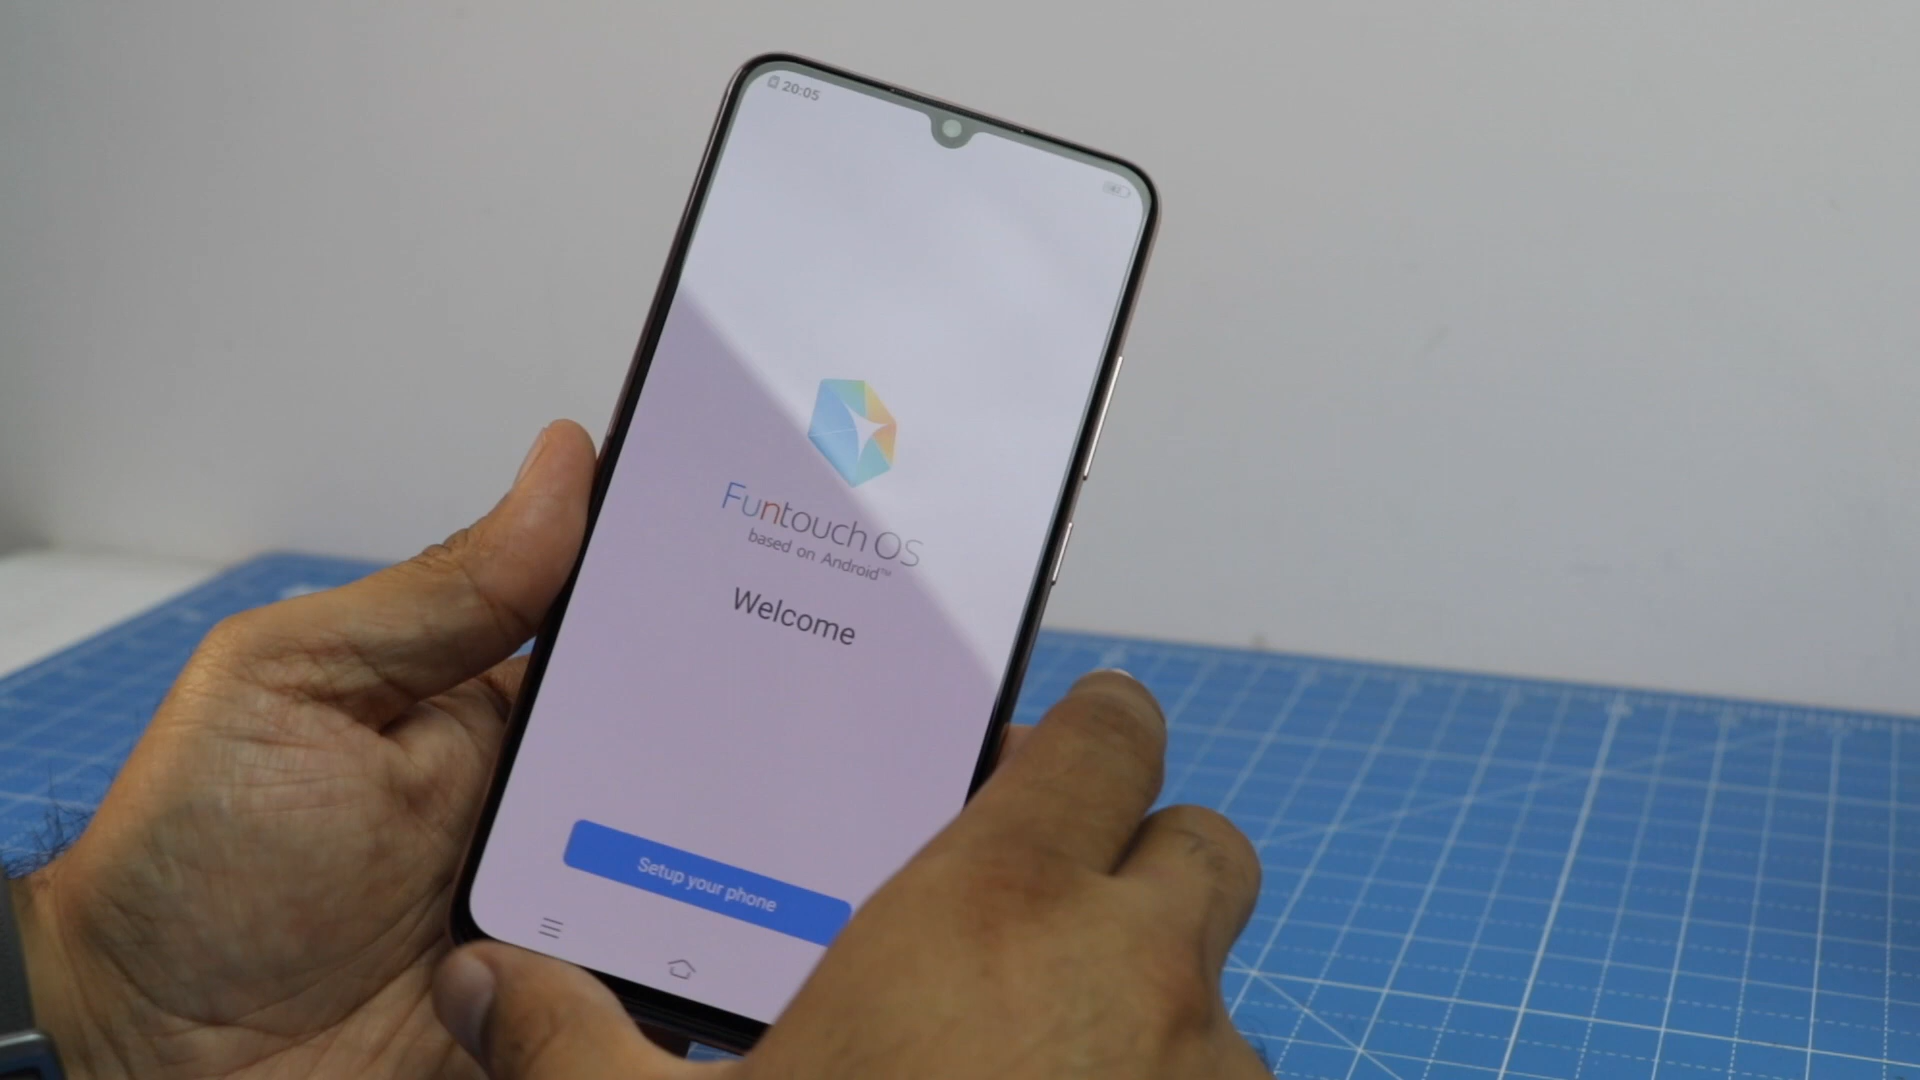 20:05
Funtouch OS
based on Android™
Welcome
Setup your phone